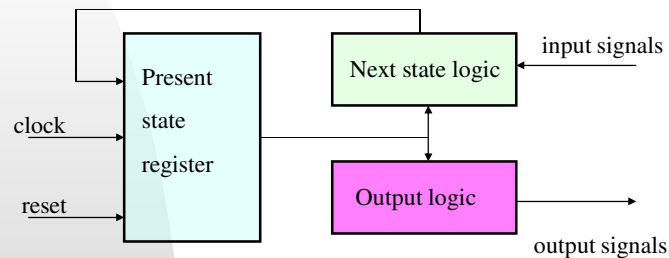 Present
state
register
Next state logic
Output logic
clock
reset
input signals
output signals